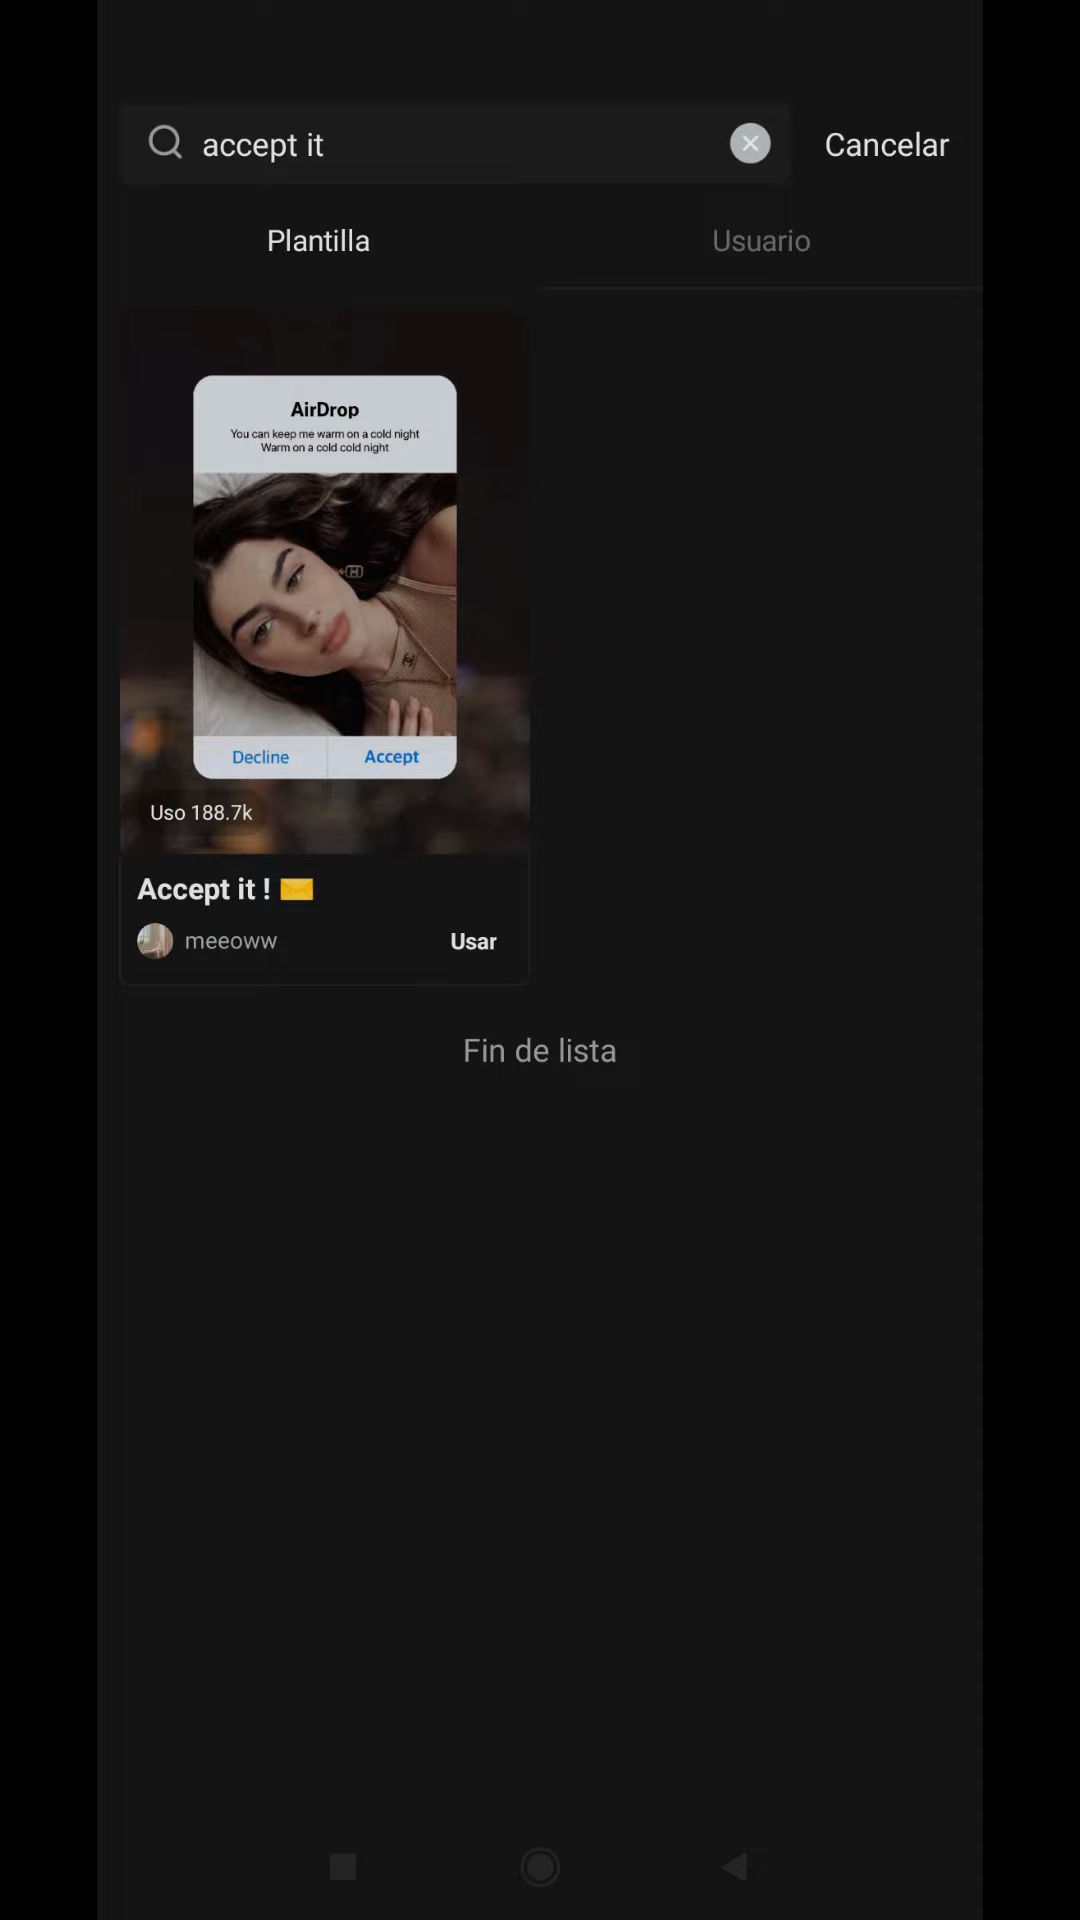 accept it
Cancelar
Plantilla
Usuario
AirDrop
You can keep me warm on a cold night
Warm on a cold cold night
Decline
Accept
Uso 188.7k
Accept it ! ✉️
meeoww
Usar
Fin de lista